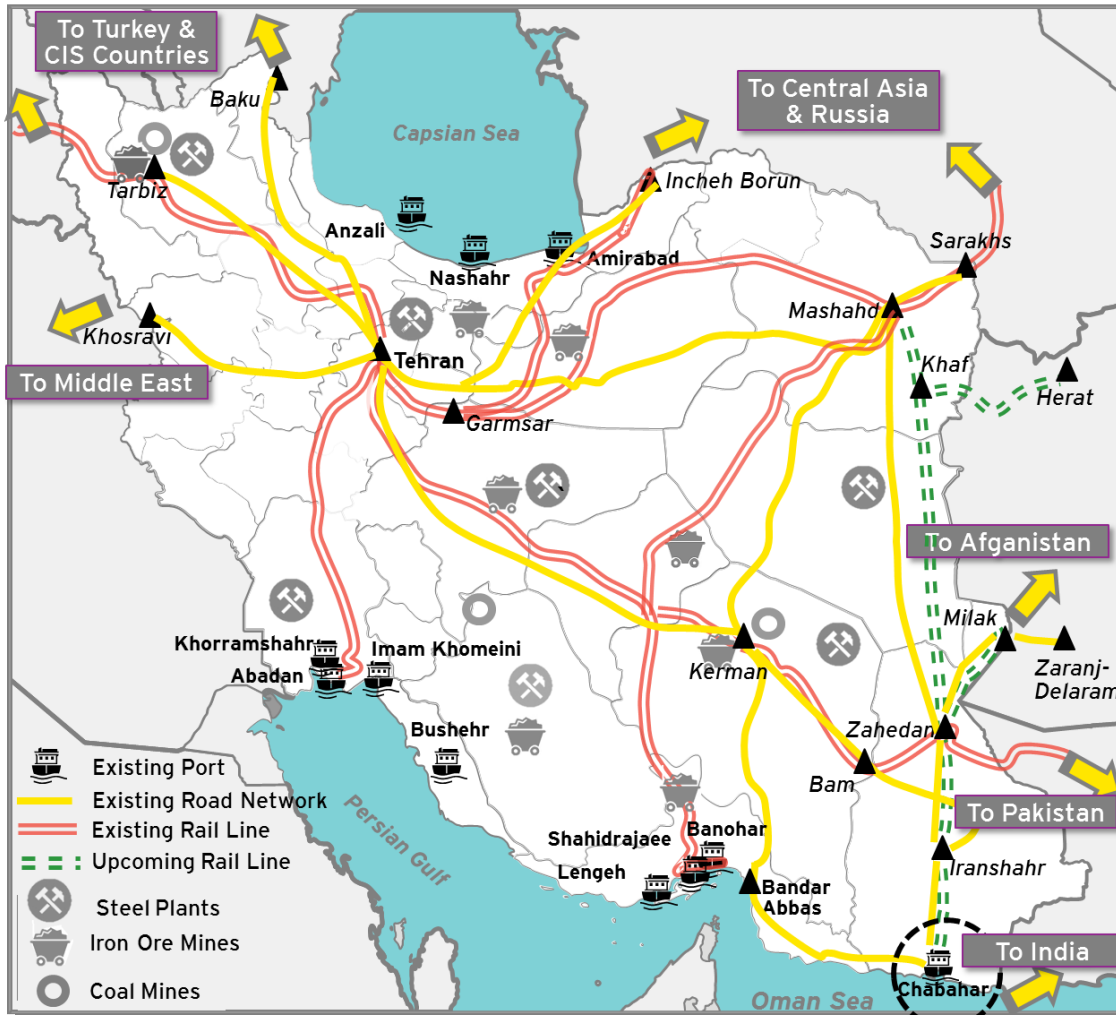 To Turkey &
CIS Countries
Baku
Capsian Sea
To Central Asia
& Russia
Tarbiz
Incheh Borun
Anzali
Nashahr
Amirabad
Sarakhs
Mashahd
Khosravi
Tehran
To Middle East
Khaf
Herat
Garmsar
To Afganistan
Milak
Khorramshahr
Imam Khomeini
Abadan
Kerman
Zaranj-
Delaram
Zahedan
Bushehr
Bam
Persian Gulf
To Pakistan
Shahidrajaee
Banohar
Lengeh
Iranshahr
Bandar
Abbas
To India
Chabahar
Oman Sea
Existing Port
Existing Road Network
Existing Rail Line
Upcoming Rail Line
Steel Plants
Iron Ore Mines
Coal Mines